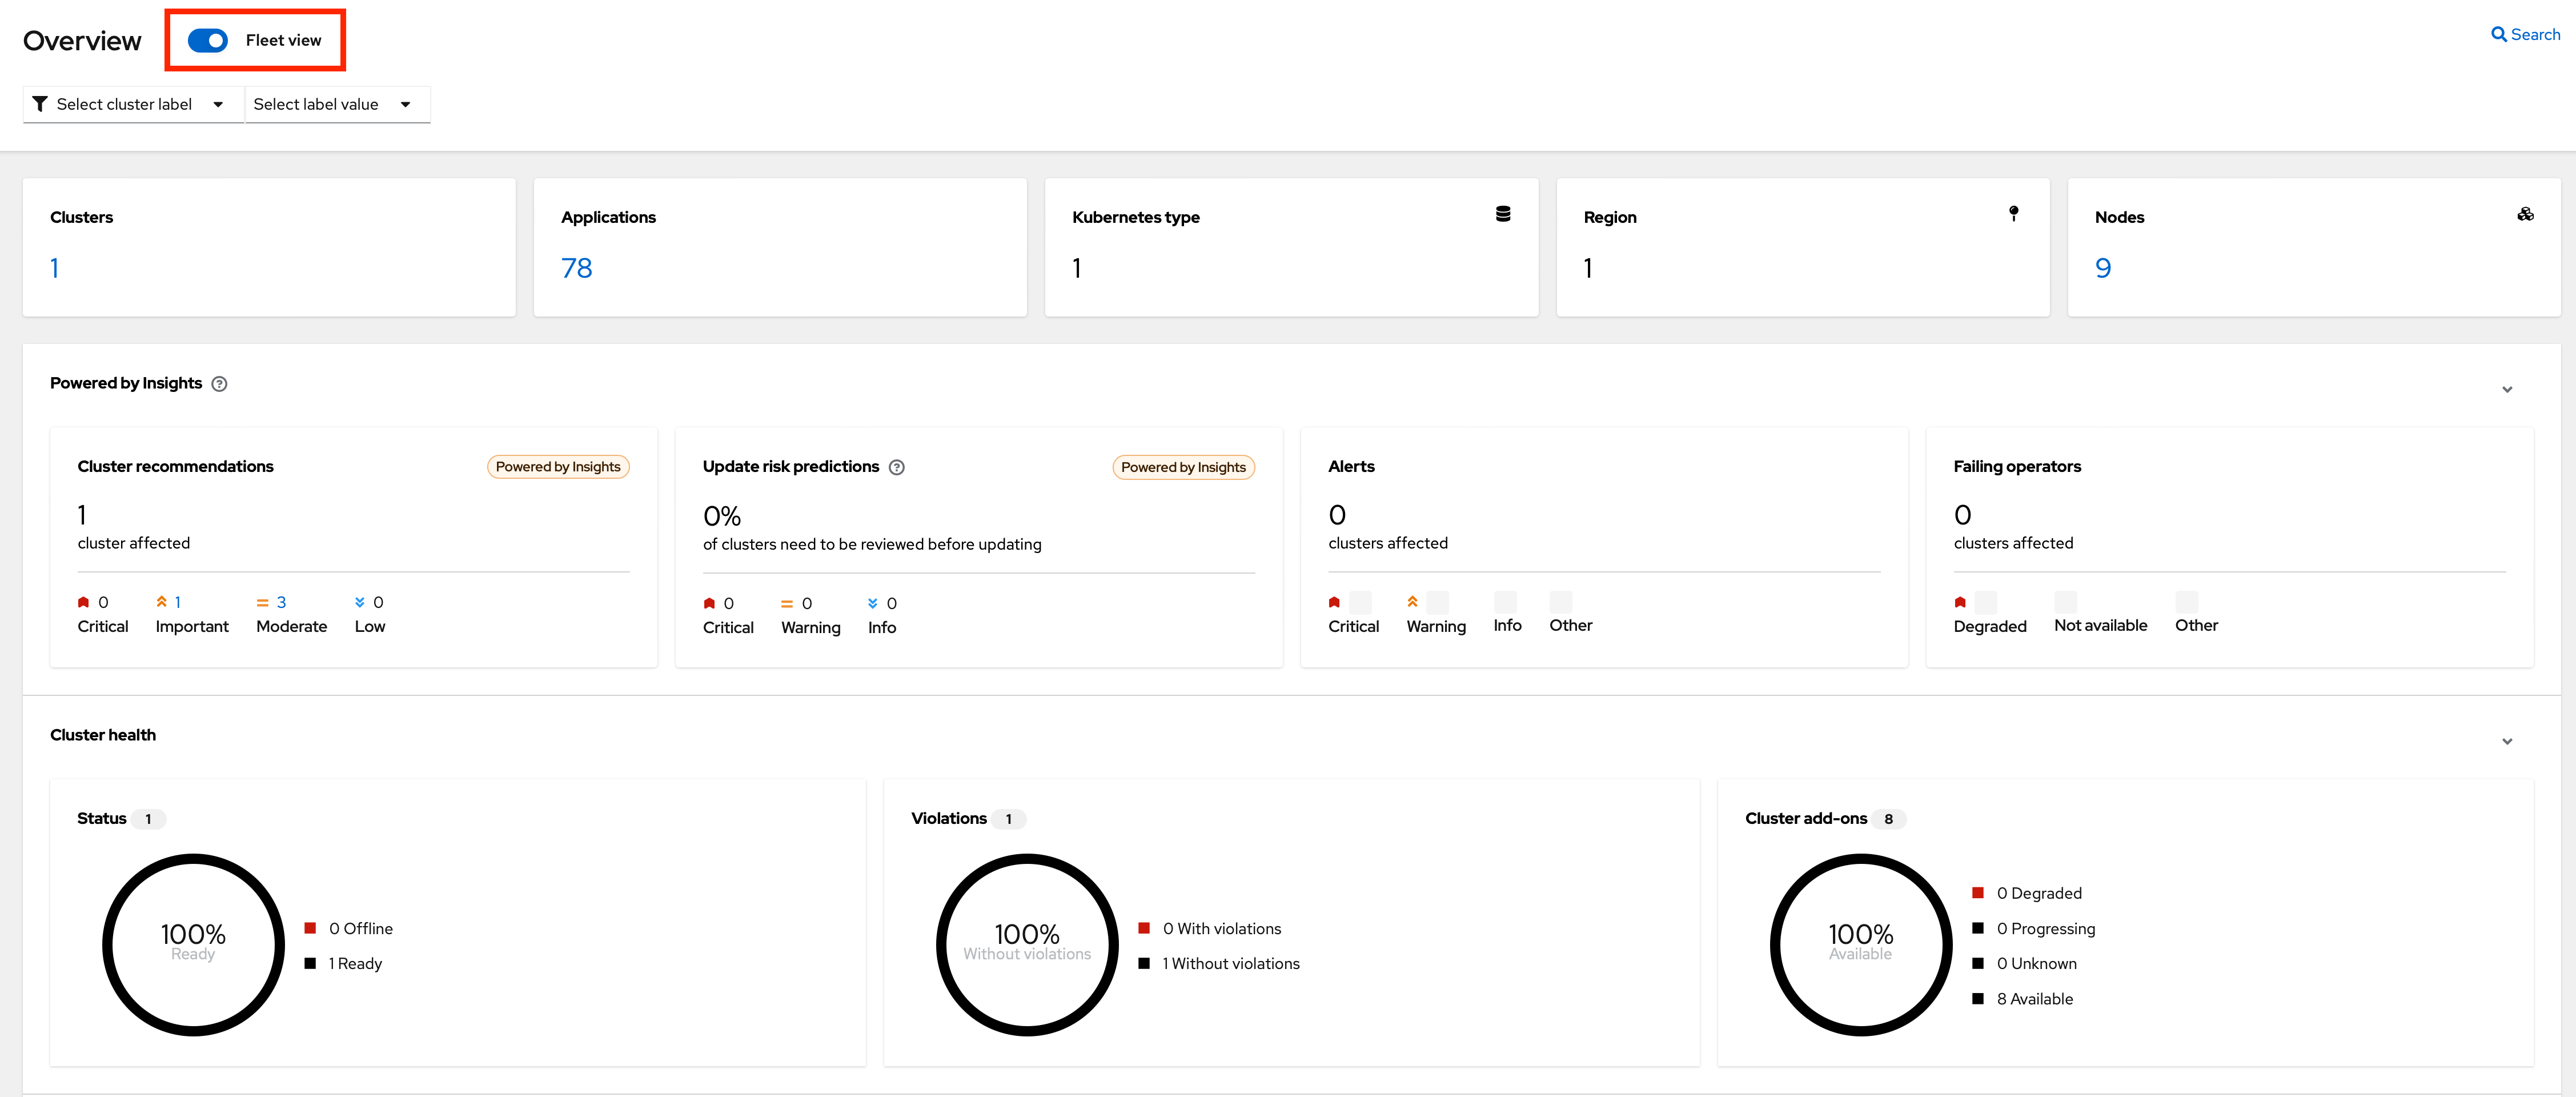 Overview
Fleet view
Search
Select cluster label
Select label value
Clusters
1
Applications
78
Kubernetes type
1
Region
1
Nodes
9
Powered by Insights
Cluster recommendations
Powered by Insights
1
cluster affected
0
Critical
1
Important
3
Moderate
0
Low
Update risk predictions
Powered by Insights
0%
of clusters need to be reviewed before updating
0
Critical
0
Warning
0
Info
Alerts
0
clusters affected
Critical
Warning
Info
Other
Failing operators
0
clusters affected
Degraded
Not available
Other
Cluster health
Status 1
100%
Ready
0 Offline
1 Ready
Violations 1
100%
Without violations
0 With violations
1 Without violations
Cluster add-ons 8
100%
Available
0 Degraded
0 Progressing
0 Unknown
8 Available